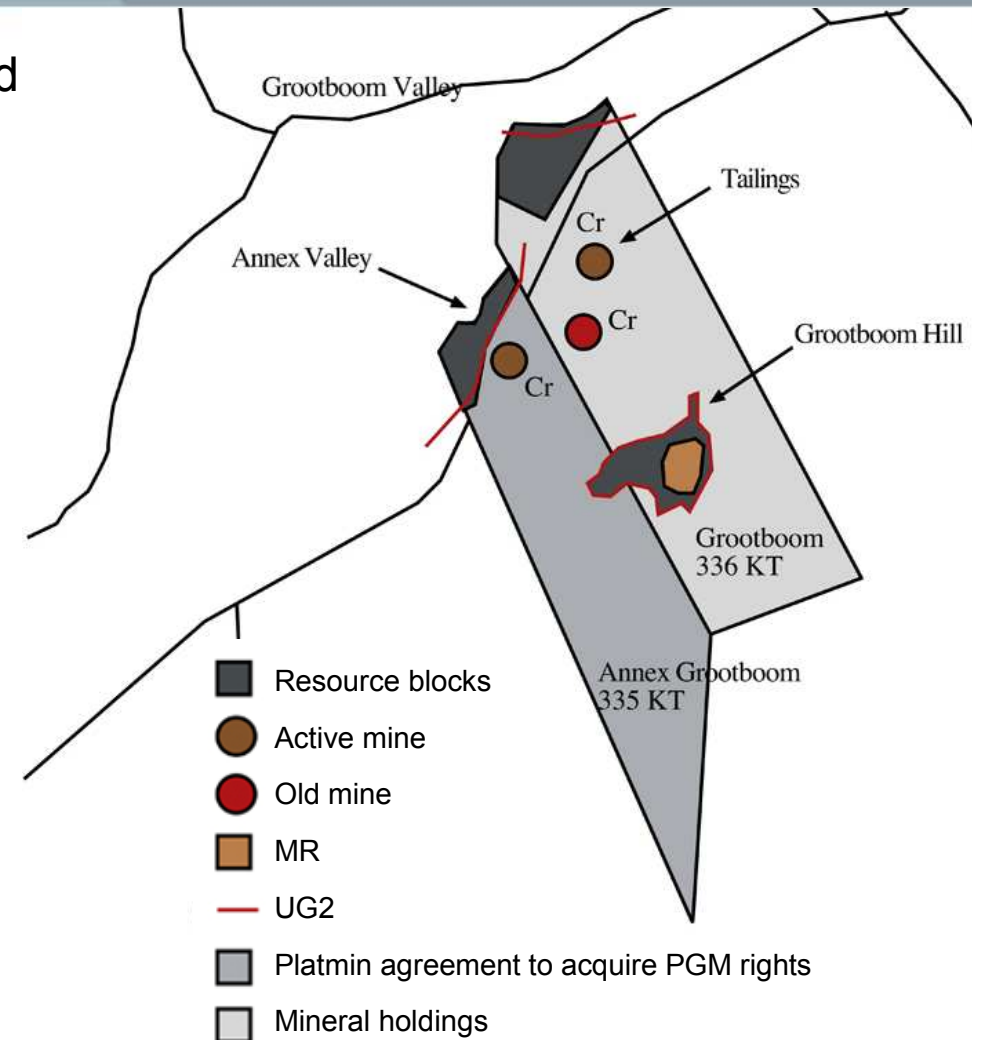 d
Grootboom Valley
Tailings
Cr
Annex Valley
Cr
Grootboom Hill
Cr
Grootboom
336 KT
Annex Grootboom
335 KT
Resource blocks
Active mine
Old mine
MR
UG2
Platmin agreement to acquire PGM rights
Mineral holdings